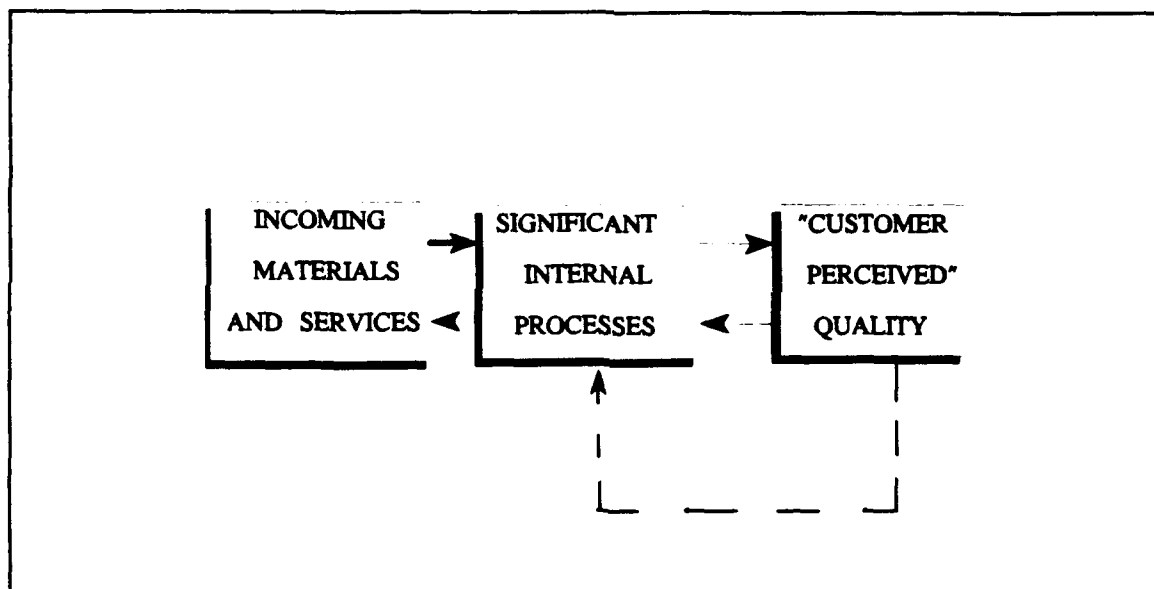 INCOMING
MATERIALS
AND SERVICES
SIGNIFICANT
INTERNAL
PROCESSES
"CUSTOMER
PERCEIVED"
QUALITY